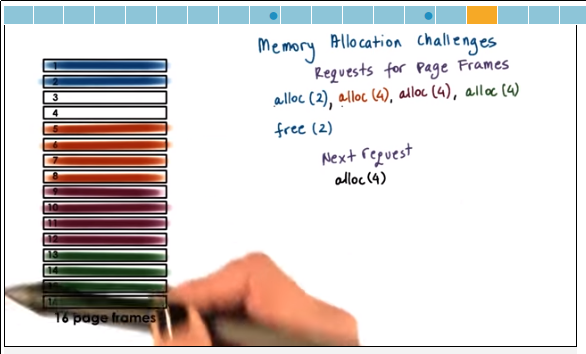 Memory Allocation Challenges
Requests for Page Frames
alloc (2), alloc (4), alloc (4), alloc (4)
free (2)
Next request
alloc (4)
1
2
3
4
5
6
7
8
9
10
11
12
13
14
15
16
16 page frames